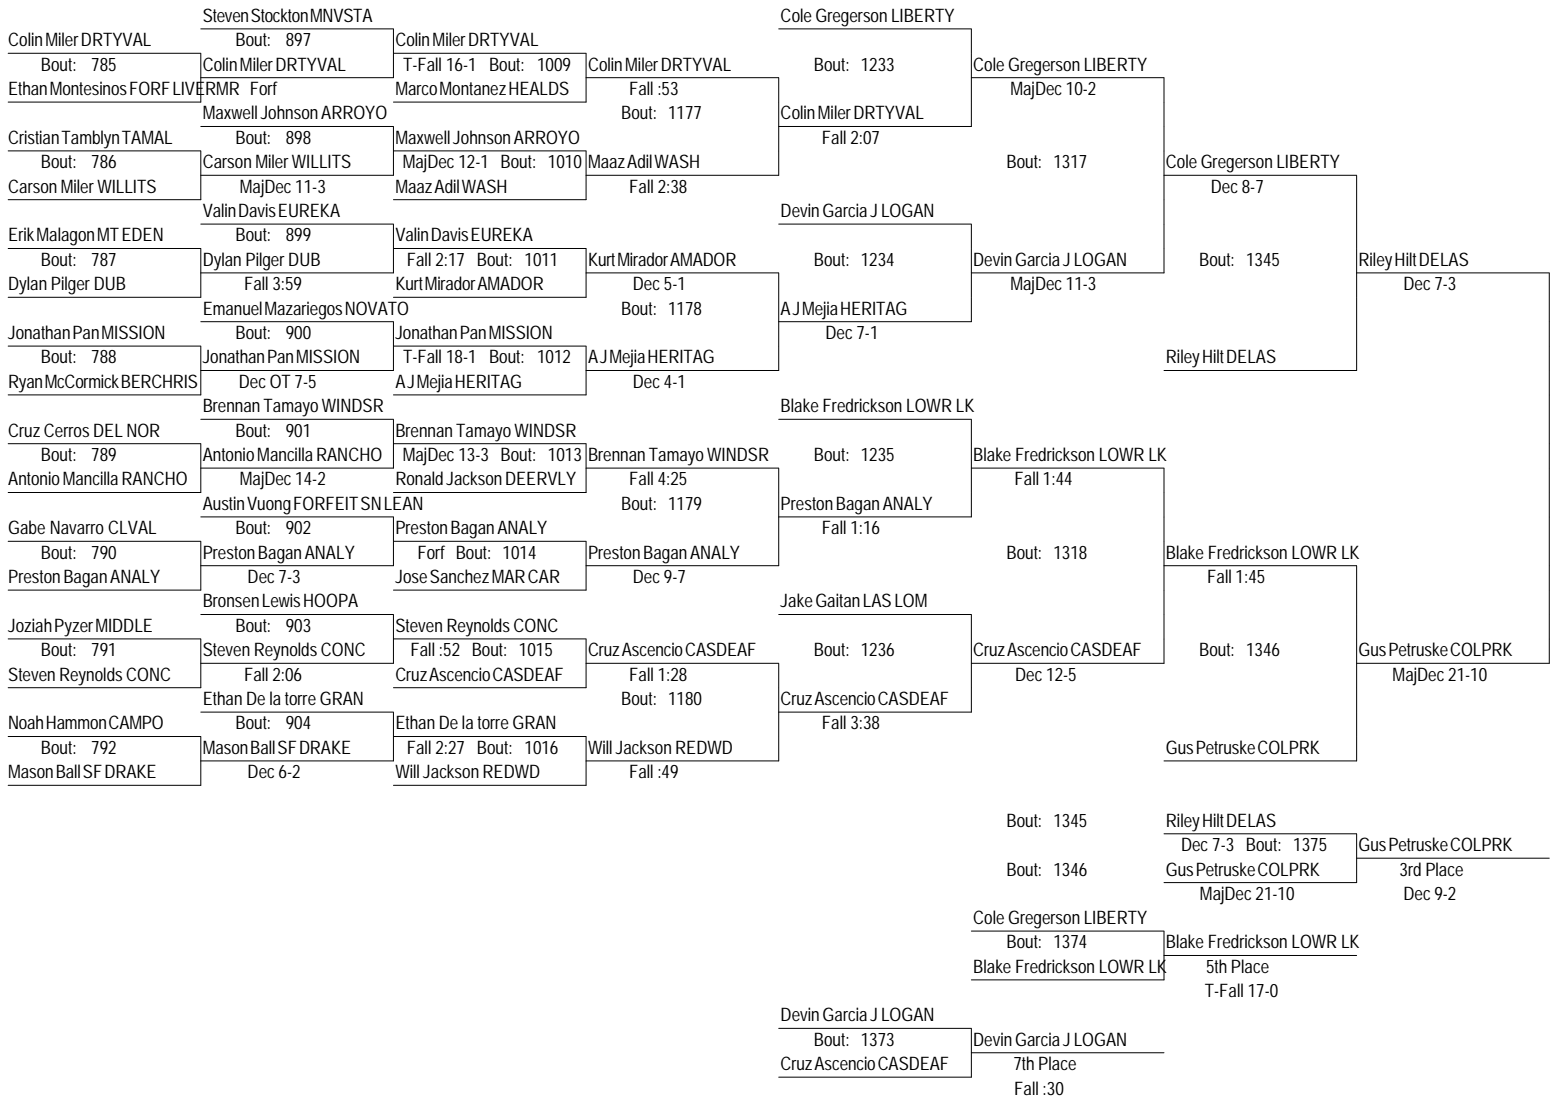 Steven Stockton MNVSTA
Cole Gregerson LIBERTY
Colin Miler DRTYVAL
Bout: 897
Colin Miler DRTYVAL
Bout: 785
Colin Miler DRTYVAL
T-Fall 16-1 Bout: 1009
Colin Miler DRTYVAL
Bout: 1233
Cole Gregerson LIBERTY
Ethan Montesinos FORF LIVERMR Forf
Marco Montanez HEALDS
Fall :53
MajDec 10-2
Maxwell Johnson ARROYO
Bout: 1177
Colin Miler DRTYVAL
Cristian Tamblyn TAMAL
Bout: 898
Maxwell Johnson ARROYO
Fall 2:07
Bout: 786
Carson Miler WILLITS
MajDec 12-1 Bout: 1010
Maaz Adil WASH
Bout: 1317
Cole Gregerson LIBERTY
Carson Miler WILLITS
MajDec 11-3
Maaz Adil WASH
Fall 2:38
Dec 8-7
Valin Davis EUREKA
Devin Garcia J LOGAN
Erik Malagon MT EDEN
Bout: 899
Valin Davis EUREKA
Bout: 787
Dylan Pilger DUB
Fall 2:17 Bout: 1011
Kurt Mirador AMADOR
Bout: 1234
Devin Garcia J LOGAN
Bout: 1345
Riley Hilt DELAS
Dylan Pilger DUB
Fall 3:59
Kurt Mirador AMADOR
Dec 5-1
MajDec 11-3
Dec 7-3
Emanuel Mazariegos NOVATO
Bout: 1178
A J Mejia HERITAG
Jonathan Pan MISSION
Bout: 900
Jonathan Pan MISSION
Dec 7-1
Bout: 788
Jonathan Pan MISSION
T-Fall 18-1 Bout: 1012
A J Mejia HERITAG
Riley Hilt DELAS
Ryan McCormick BERCHRIS
Dec OT 7-5
A J Mejia HERITAG
Dec 4-1
Brennan Tamayo WINDSR
Blake Fredrickson LOWR LK
Cruz Cerros DEL NOR
Bout: 901
Brennan Tamayo WINDSR
Bout: 789
Antonio Mancilla RANCHO
MajDec 13-3 Bout: 1013
Brennan Tamayo WINDSR
Bout: 1235
Blake Fredrickson LOWR LK
Antonio Mancilla RANCHO
MajDec 14-2
Ronald Jackson DEERVLY
Fall 4:25
Fall 1:44
Austin Vuong FORFEIT SN LEAN
Bout: 1179
Preston Bagan ANALY
Gabe Navarro CLVAL
Bout: 902
Preston Bagan ANALY
Fall 1:16
Bout: 790
Preston Bagan ANALY
Forf Bout: 1014
Preston Bagan ANALY
Bout: 1318
Blake Fredrickson LOWR LK
Preston Bagan ANALY
Dec 7-3
Jose Sanchez MAR CAR
Dec 9-7
Fall 1:45
Bronsen Lewis HOOPA
Jake Gaitan LAS LOM
Joziah Pyzer MIDDLE
Bout: 903
Steven Reynolds CONC
Bout: 791
Steven Reynolds CONC
Fall :52 Bout: 1015
Cruz Ascencio CASDEAF
Bout: 1236
Cruz Ascencio CASDEAF
Bout: 1346
Gus Petruske COLPRK
Steven Reynolds CONC
Fall 2:06
Cruz Ascencio CASDEAF
Fall 1:28
Dec 12-5
MajDec 21-10
Ethan De la torre GRAN
Bout: 1180
Cruz Ascencio CASDEAF
Noah Hammon CAMPO
Bout: 904
Ethan De la torre GRAN
Fall 3:38
Bout: 792
Mason Ball SF DRAKE
Fall 2:27 Bout: 1016
Will Jackson REDWD
Gus Petruske COLPRK
Mason Ball SF DRAKE
Dec 6-2
Will Jackson REDWD
Fall :49
Bout: 1345
Riley Hilt DELAS
Dec 7-3 Bout: 1375
Gus Petruske COLPRK
Bout: 1346
Gus Petruske COLPRK
3rd Place
MajDec 21-10
Dec 9-2
Cole Gregerson LIBERTY
Bout: 1374
Blake Fredrickson LOWR LK
Blake Fredrickson LOWR LK
5th Place
T-Fall 17-0
Devin Garcia J LOGAN
Bout: 1373
Devin Garcia J LOGAN
Cruz Ascencio CASDEAF
7th Place
Fall :30